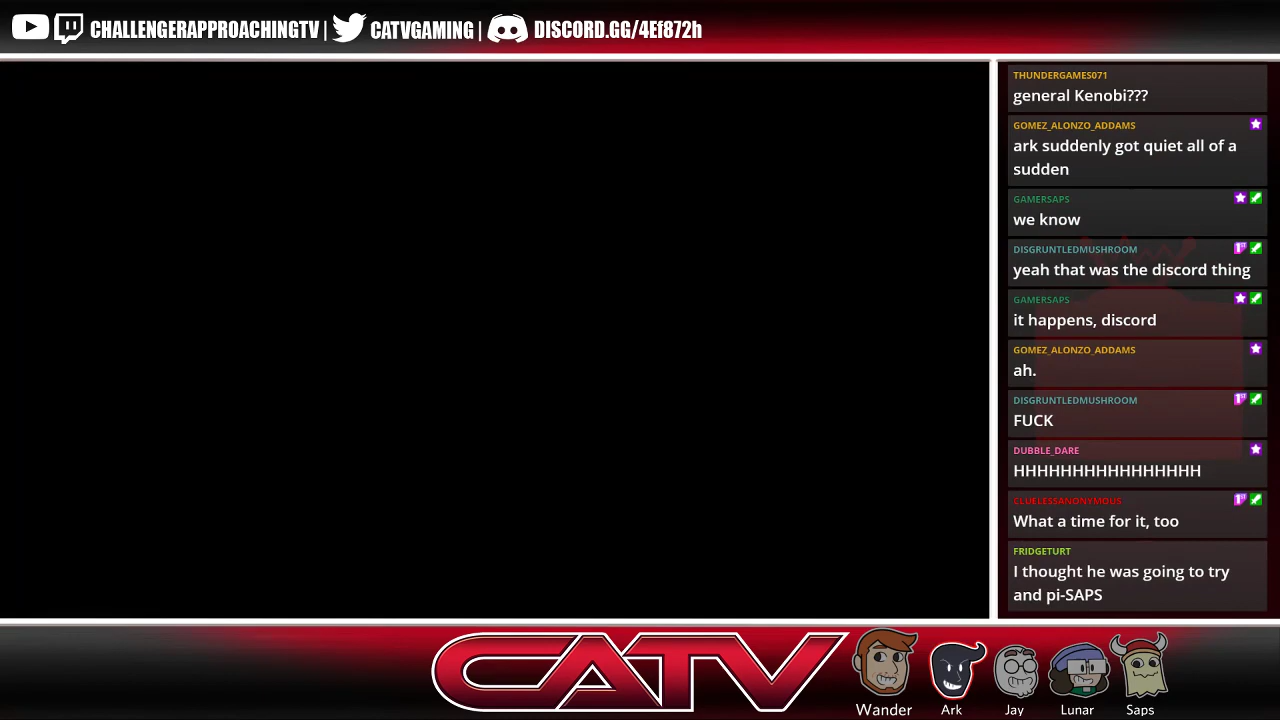 CHALLENGERAPPROACHINGTV | CATVGAMING | DISCORD.GG/4Ef872h
THUNDERGAMES071
general Kenobi???
GOMEZ_ALONZO_ADDAMS
ark suddenly got quiet all of a
sudden
GAMERSAPS
we know
DISGRUNTLEDMUSHROOM
yeah that was the discord thing
GAMERSAPS
it happens, discord
GOMEZ_ALONZO_ADDAMS
ah.
DISGRUNTLEDMUSHROOM
FUCK
DUBBLE_DARE
HHHHHHHHHHHHHHHH
CLUELESSANONYMOUS
What a time for it, too
FRIDGETURT
I thought he was going to try
and pi-SAPS
CATV
Wander Ark Jay Lunar Saps